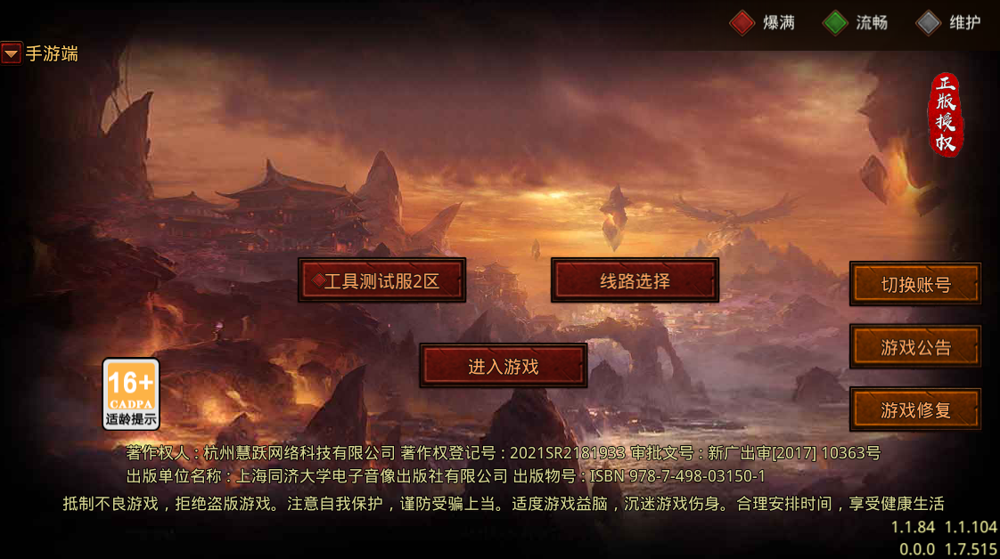 爆满 流畅 维护
手游端
正版授权
工具测试服2区
线路选择
切换账号
进入游戏
游戏公告
游戏修复
16+
CADPA
适龄提示
著作权人：杭州慧跃网络科技有限公司 著作权登记号：2021SR2181933 审批文号：新广出审[2017] 10363号
出版单位名称：上海同济大学电子音像出版社有限公司 出版物号：ISBN 978-7-498-03150-1
抵制不良游戏，拒绝盗版游戏。注意自我保护，谨防受骗上当。适度游戏益脑，沉迷游戏伤身。合理安排时间，享受健康生活
1.1.84 1.1.104
0.0.0 1.7.515